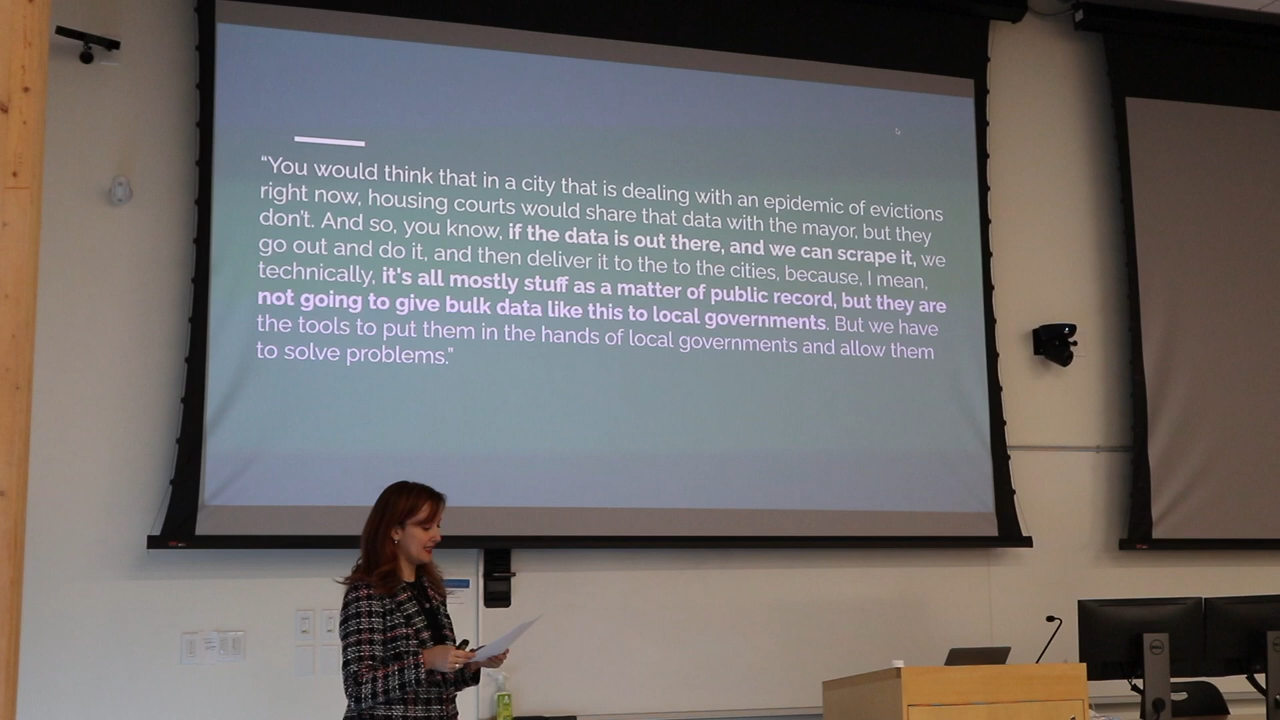 “You would think that in a city that is dealing with an epidemic of evictions
right now, housing courts would share that data with the mayor, but they
don’t. And so, you know, if the data is out there, and we can scrape it, we
go out and do it, and then deliver it to the to the cities, because, I mean,
technically, it's all mostly stuff as a matter of public record, but they are
not going to give bulk data like this to local governments. But we have
the tools to put them in the hands of local governments and allow them
to solve problems.”
DELL